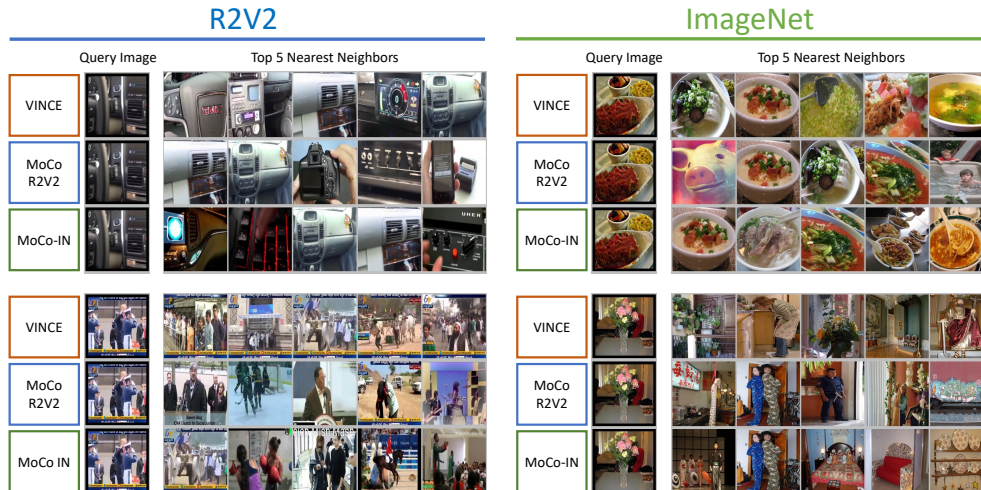 R2V2
Query Image
Top 5 Nearest Neighbors
VINCE
MoCo
R2V2
MoCo-IN
UHER
VINCE
MoCo
R2V2
MoCo IN
ImageNet
Query Image
Top 5 Nearest Neighbors
VINCE
MoCo
R2V2
MoCo-IN
VINCE
MoCo
R2V2
MoCo-IN